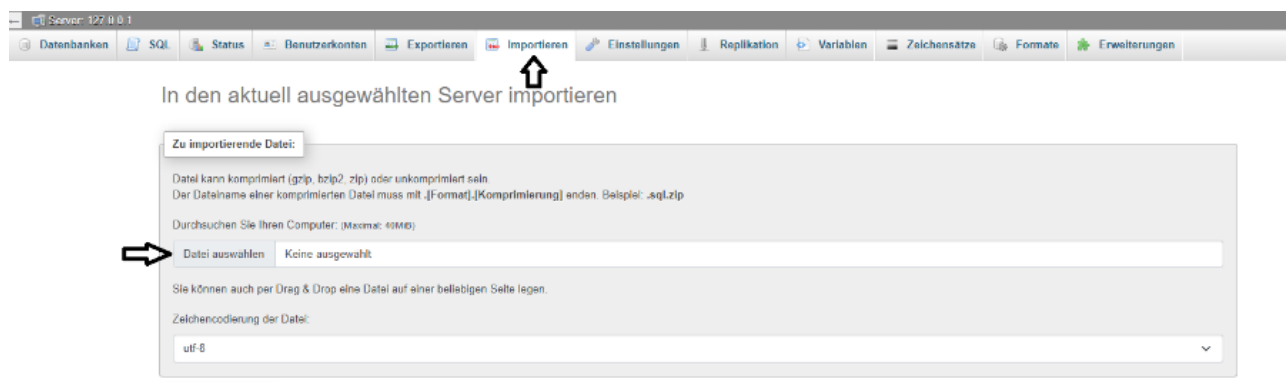 Server: 127.0.0.1
Datenbanken SQL Status Benutzerkonten Exportieren Importieren Einstellungen Replikation Variablen Zeichensätze Formate Erweiterungen
In den aktuell ausgewählten Server importieren
Zu importierende Datei:
Datei kann komprimiert (gzip, bzip2, zip) oder unkomprimiert sein.
Der Dateiname einer komprimierten Datei muss mit .[Format].[Komprimierung] enden. Beispiel: .sql.zip
Durchsuchen Sie Ihren Computer: (Maximal: 40MiB)
Datei auswählen Keine ausgewählt
Sie können auch per Drag & Drop eine Datei auf einer beliebigen Seite legen.
Zeichencodierung der Datei:
utf-8